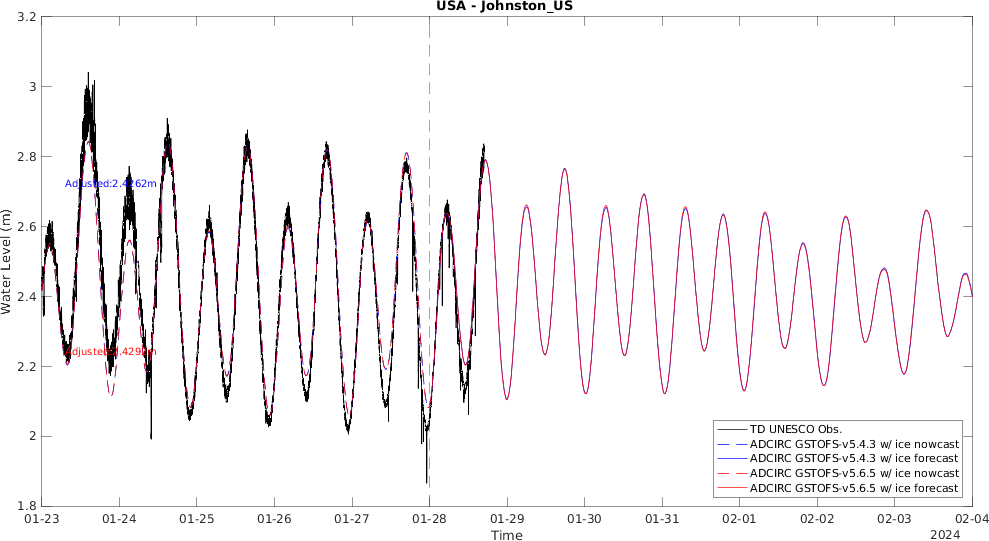 USA - Johnston_US
3.2
3
2.8
2.6
2.4
2.2
2
1.8
Water Level (m)
Adjusted:2.4262m
01-23
01-24
01-25
01-26
01-27
01-28
01-29
01-30
01-31
02-01
02-02
02-03
02-04
Time
2024
TD UNESCO Obs.
ADCIRC GSTOFS-v5.4.3 w/ ice nowcast
ADCIRC GSTOFS-v5.4.3 w/ ice forecast
ADCIRC GSTOFS-v5.6.5 w/ ice nowcast
ADCIRC GSTOFS-v5.6.5 w/ ice forecast